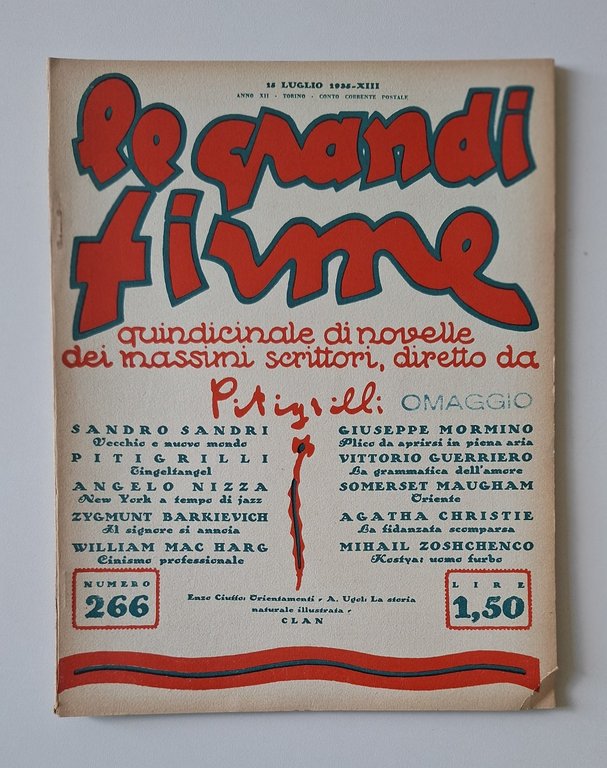 15 LUGLIO 1935-XIII
ANNO XII - TORINO - CONTO CORRENTE POSTALE
le grandi
firme
quindicinale di novelle
dei massimi scrittori, diretto da
Pitigrilli
OMAGGIO
SANDRO SANDRI
Vecchio e nuovo mondo
PITIGRILLI
Tingeltangel
ANGELO NIZZA
New York a tempo di jazz
ZYGMUNT BARKIEVICH
Il signore si annoia
WILLIAM MAC HARG
Cinismo professionale
GIUSEPPE MORMINO
Plico da aprirsi in piena aria
VITTORIO GUERRIERO
La grammatica dell'amore
SOMERSET MAUGHAM
Oriente
AGATHA CHRISTIE
La fidanzata scomparsa
MIHAIL ZOSHCHENCO
Kostya: uomo furbo
NUMERO
266
Enzo Ciuffo: Orientamenti - A. Ugol: La storia
naturale illustrata -
CLAN
LIRE
1,50